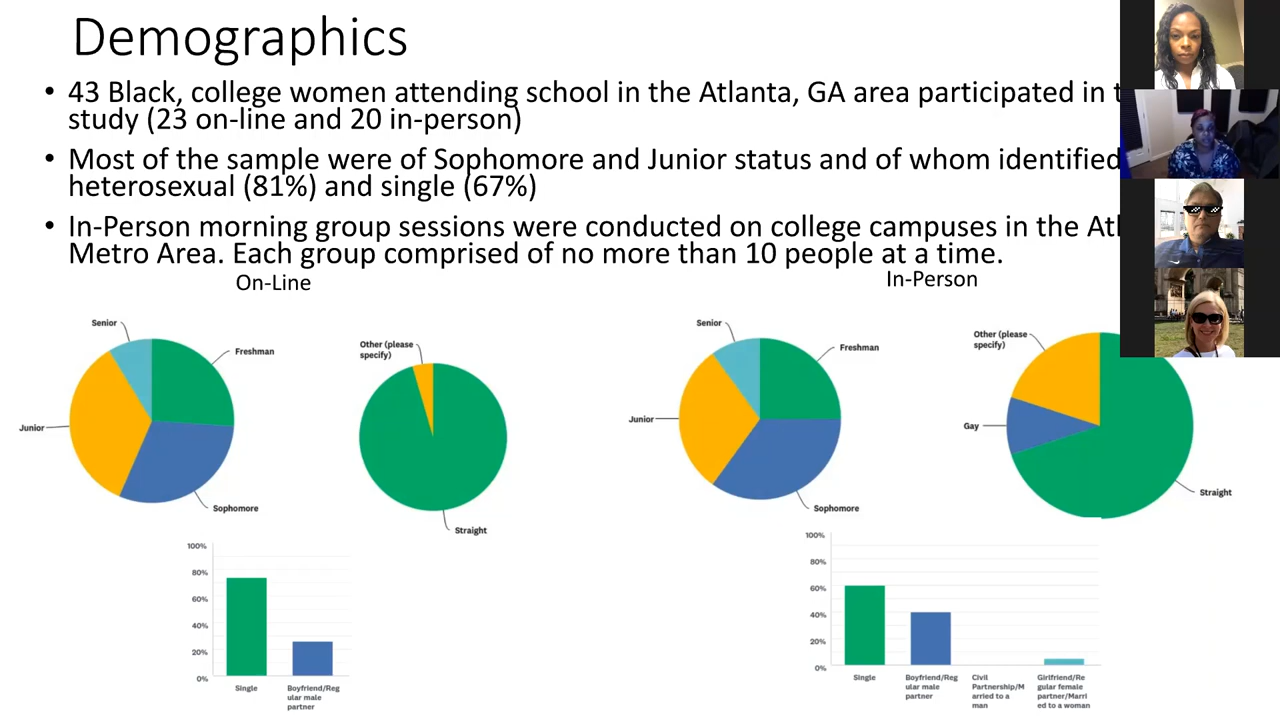 Demographics
• 43 Black, college women attending school in the Atlanta, GA area participated in
study (23 on-line and 20 in-person)
• Most of the sample were of Sophomore and Junior status and of whom identified
heterosexual (81%) and single (67%)
• In-Person morning group sessions were conducted on college campuses in the
Metro Area. Each group comprised of no more than 10 people at a time.
On-Line
In-Person
Senior
Freshman
Junior
Sophomore
Other (please
specify)
Straight
Senior
Freshman
Junior
Sophomore
Other (please
specify)
Gay
Straight
100%
80%
60%
40%
20%
0%
Single
Boyfriend/Reg
ular male
partner
100%
80%
60%
40%
20%
0%
Single
Boyfriend/Reg
ular male
partner
Civil
Partnership/M
arried to a
man
Girlfriend/Re
gular female
partner/Marri
ed to a woman